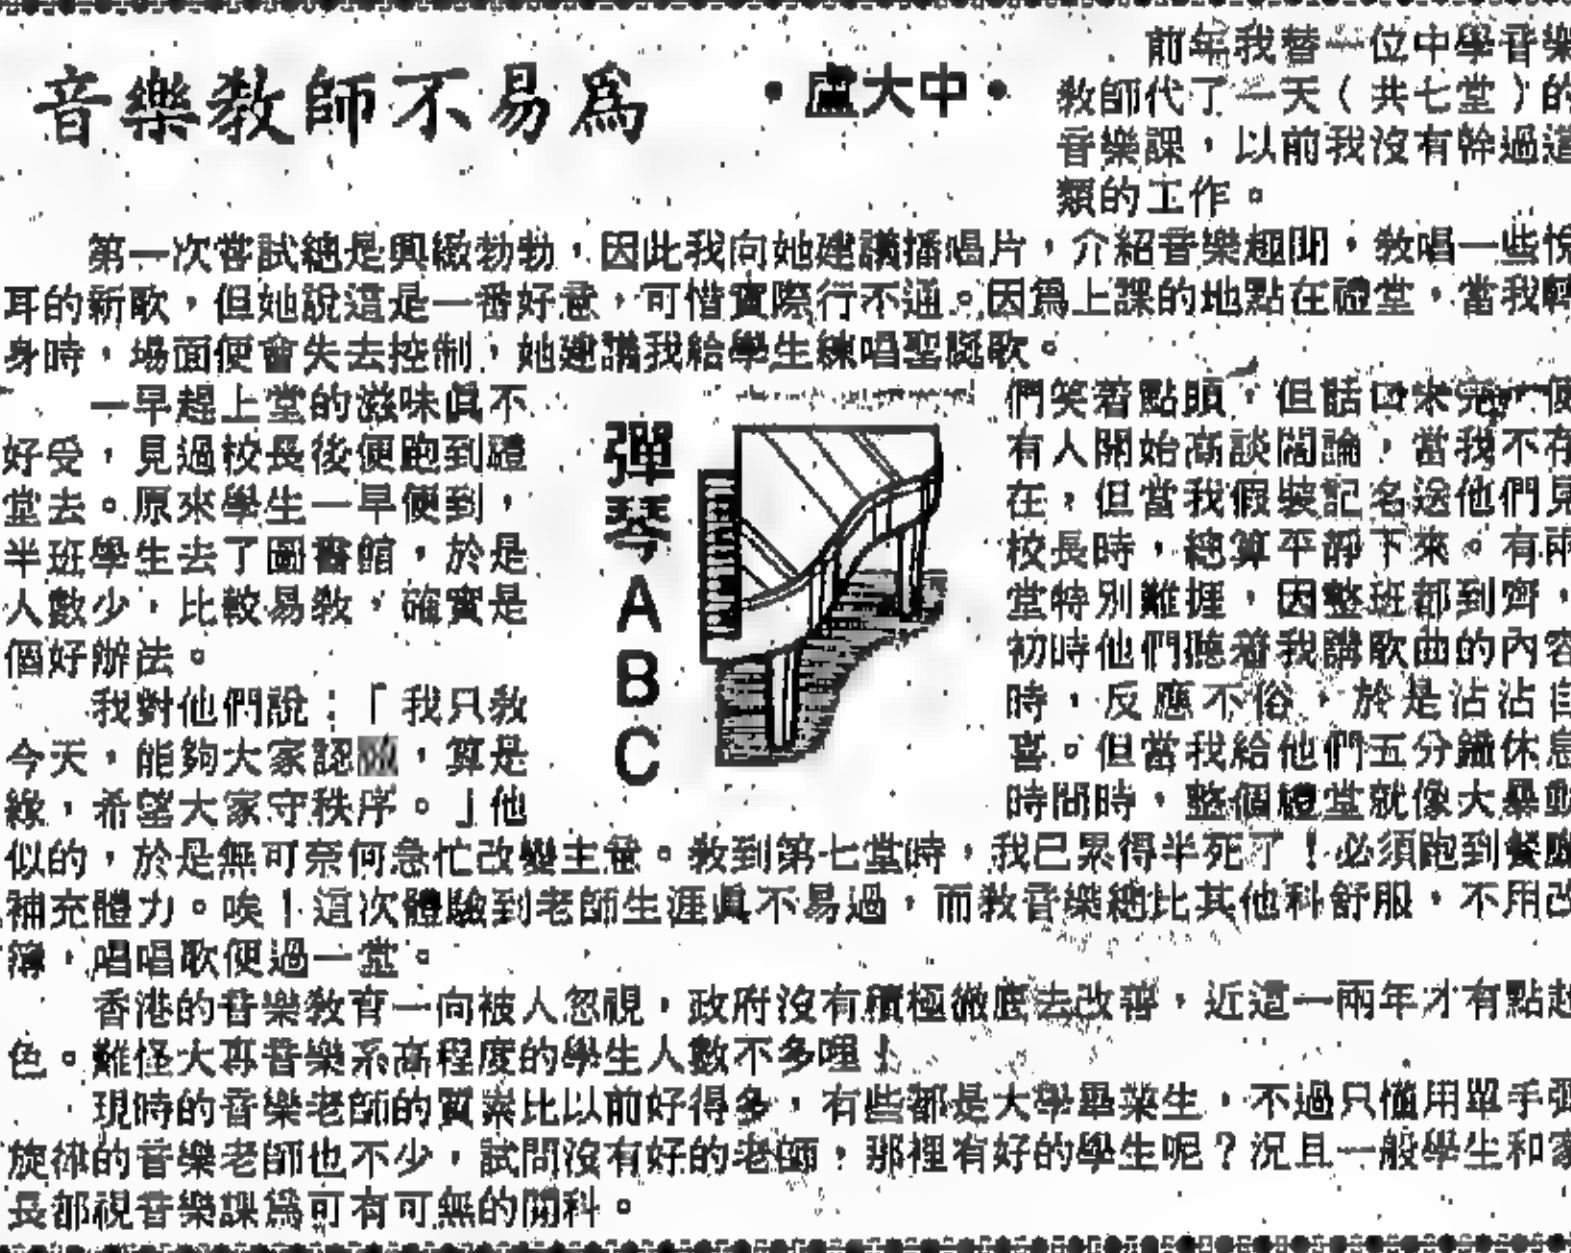 音樂教師不易爲
•盧大中•
前年我替一位中學音樂
教師代了一天（共七堂）的
音樂課，以前我沒有幹過這
類的工作。
第一次嘗試總是興緻勃勃，因此我向她建議播唱片，介紹音樂趣聞，教唱一些悅
耳的新歌，但她說這是一番好意，可惜實際行不通。因爲上課的地點在禮堂，當我轉
身時，場面便會失去控制，她建議我給學生練唱聖誕歌。
一早趕上堂的滋味眞不
好受，見過校長後便跑到禮
堂去。原來學生一早便到，
半班學生去了圖書館，於是
人數少，比較易教，確實是
個好辦法。
我對他們說：「我只教
今天，能夠大家認，算是
緣，希望大家守秩序。」他
彈琴ABC
們笑着點頭，但話口未完，便
有人開始高談闊論，當我不存
在，但當我假裝記名送他們見
校長時，總算平靜下來。有兩
堂特別難捱，因整班都到齊，
初時他們聽着我講歌曲的內容
時，反應不俗，於是沾沾自
喜。但當我給他們五分鐘休息
時間時，整個禮堂就像大暴動
似的，於是無可奈何急忙改變主意。教到第七堂時，我已累得半死了！必須跑到餐廳
補充體力。唉！這次體驗到老師生涯眞不易過，而教音樂總比其他科舒服，不用改
簿，唱唱歌便過一堂。
香港的音樂教育一向被人忽視，政府沒有積極徹底去改善，近這一兩年才有點起
色。難怪大專音樂系高程度的學生人數不多哩！
現時的音樂老師的質素比以前好得多，有些都是大學畢業生，不過只懂用單手彈
旋律的音樂老師也不少，試問沒有好的老師，那裡有好的學生呢？況且一般學生和家
長都視音樂課爲可有可無的閒科。